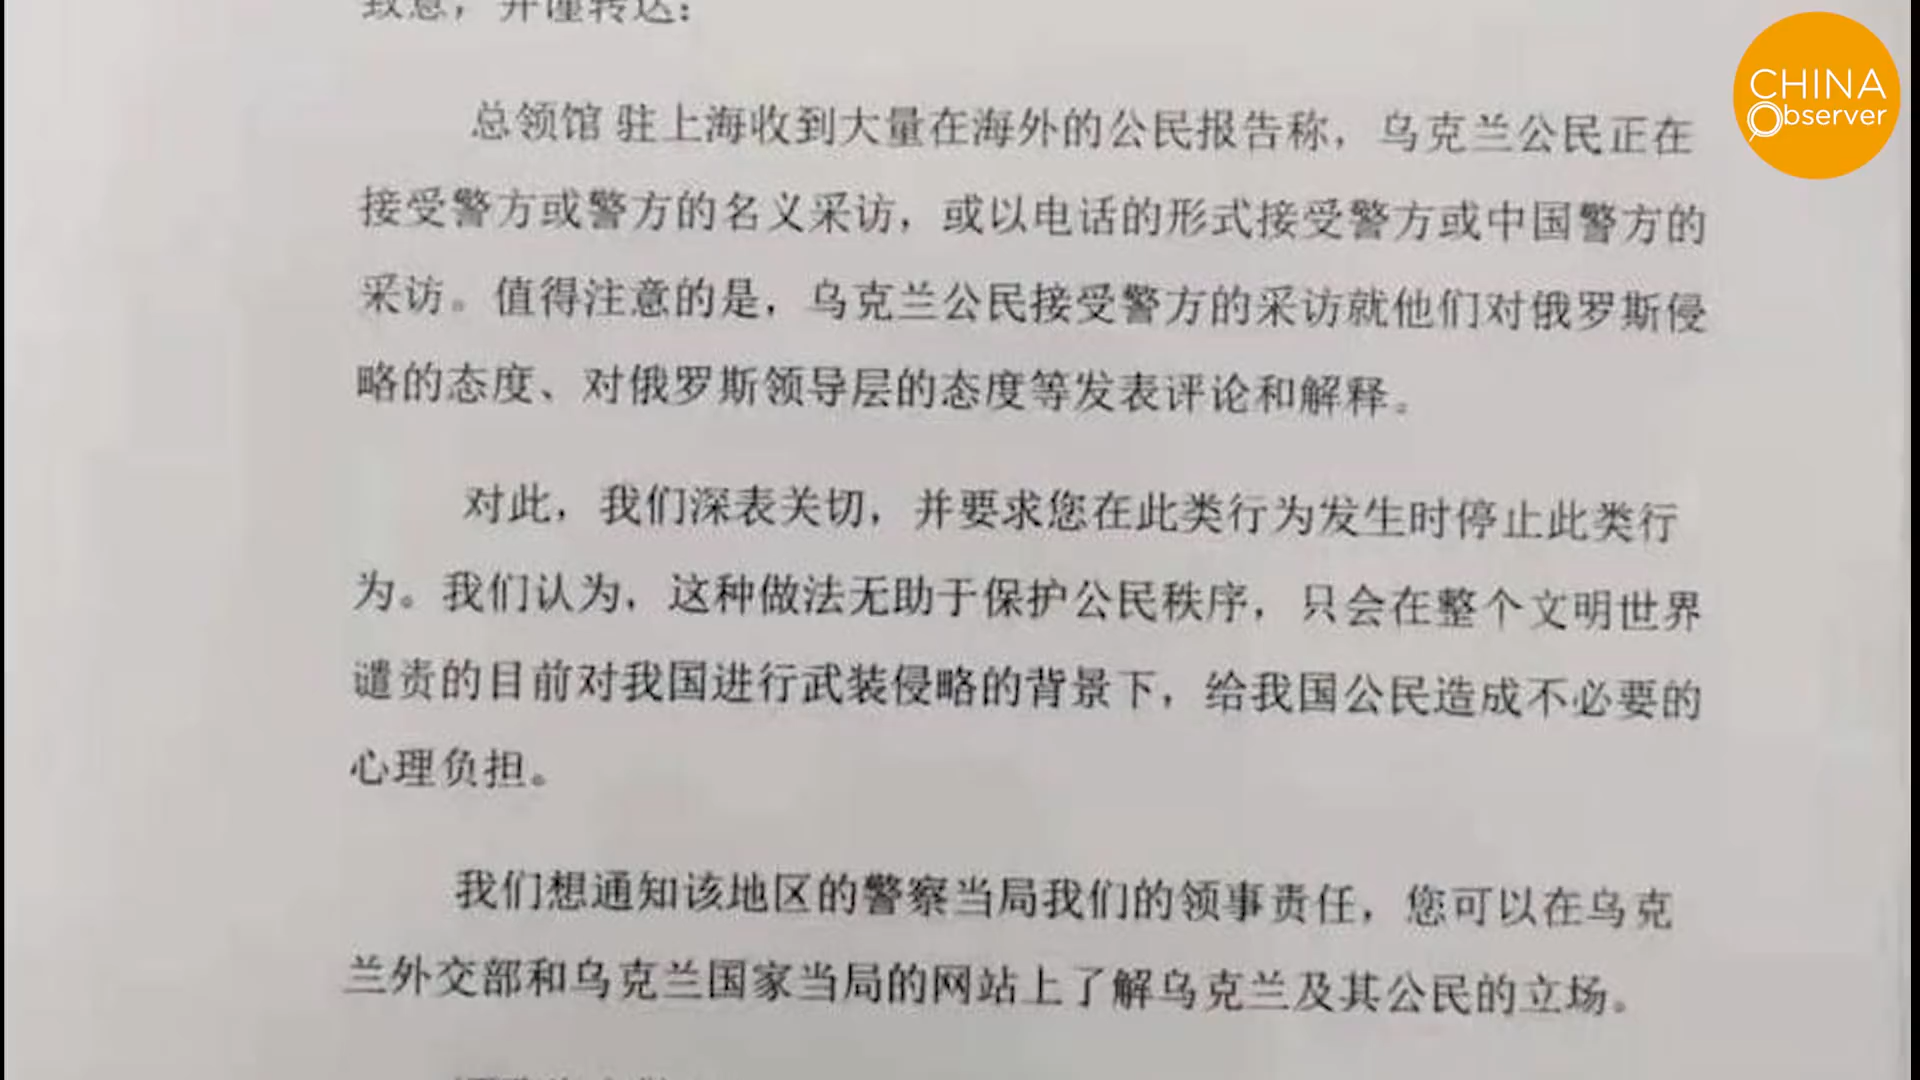 致意，并谨转达：
CHINA
Observer
总领馆 驻上海收到大量在海外的公民报告称，乌克兰公民正在
接受警方或警方的名义采访，或以电话的形式接受警方或中国警方的
采访。值得注意的是，乌克兰公民接受警方的采访就他们对俄罗斯侵
略的态度、对俄罗斯领导层的态度等发表评论和解释。
对此，我们深表关切，并要求您在此类行为发生时停止此类行
为。我们认为，这种做法无助于保护公民秩序，只会在整个文明世界
谴责的目前对我国进行武装侵略的背景下，给我国公民造成不必要的
心理负担。
我们想通知该地区的警察当局我们的领事责任，您可以在乌克
兰外交部和乌克兰国家当局的网站上了解乌克兰及其公民的立场。